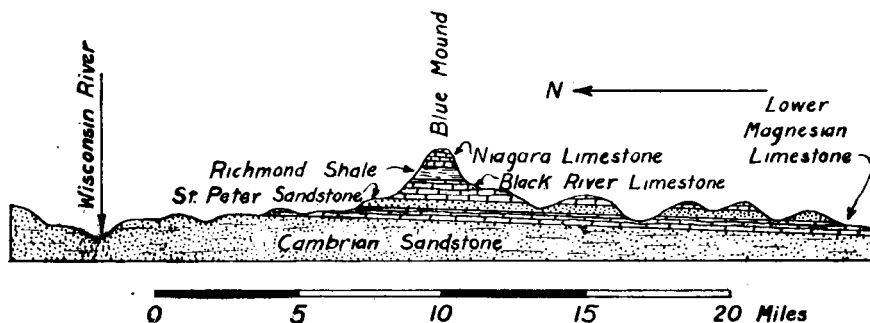 Wisconsin River
Blue Mound
N
Lower
Magnesian
Limestone
Richmond Shale
Niagara Limestone
St. Peter Sandstone
Black River Limestone
Cambrian Sandstone
0 5 10 15 20 Miles